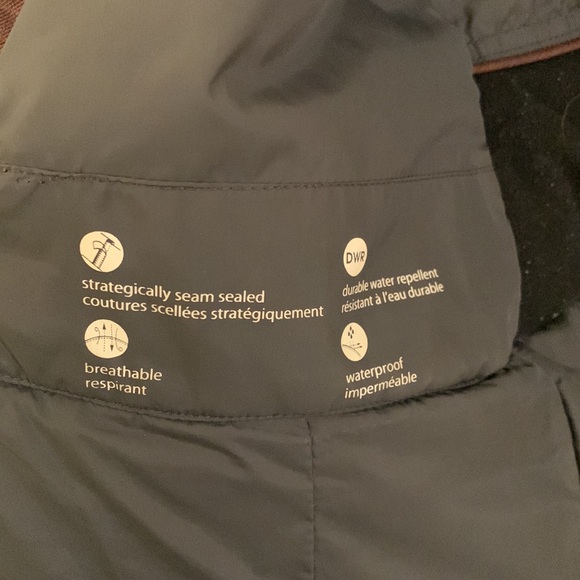 strategically seam sealed
coutures scellées stratégiquement
DWR
durable water repellent
résistant à l'eau durable
breathable
respirant
waterproof
imperméable